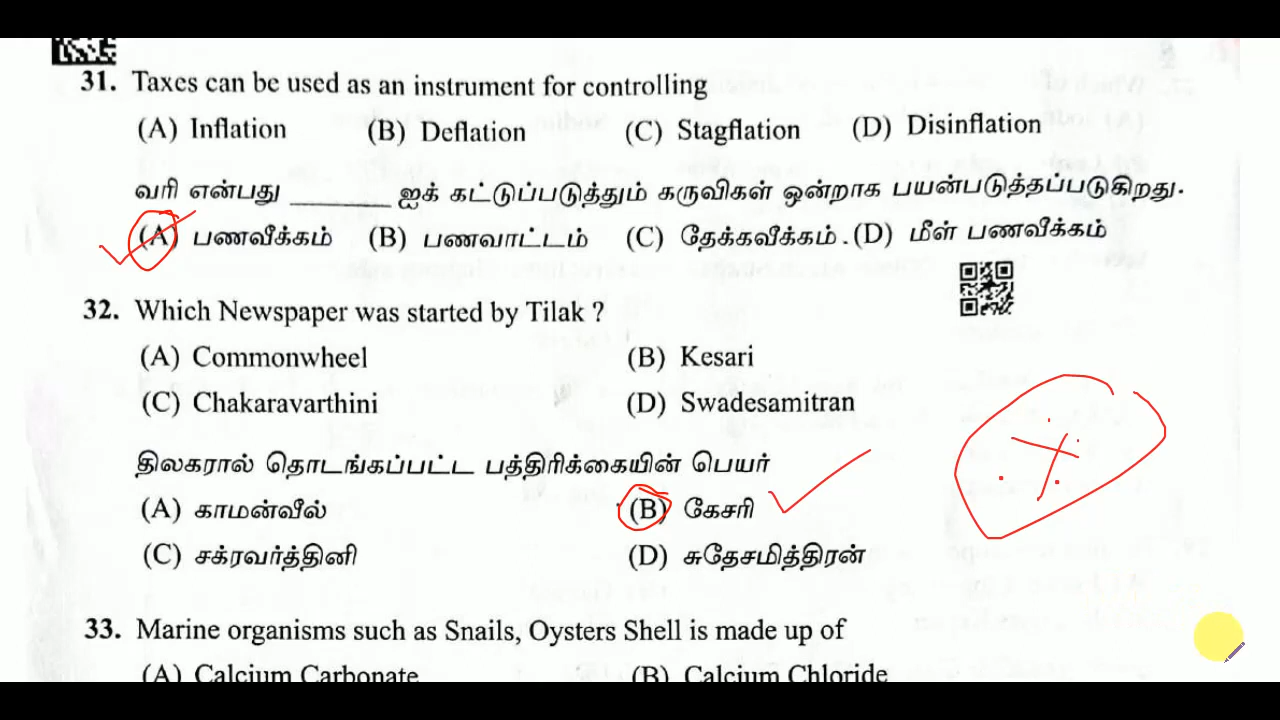 31. Taxes can be used as an instrument for controlling
(A) Inflation (B) Deflation (C) Stagflation (D) Disinflation
வரி என்பது ________ ஐக் கட்டுப்படுத்தும் கருவிகள் ஒன்றாக பயன்படுத்தப்படுகிறது.
(A) பணவீக்கம் (B) பணவாட்டம் (C) தேக்கவீக்கம் . (D) மீள் பணவீக்கம்
32. Which Newspaper was started by Tilak ?
(A) Commonwheel (B) Kesari
(C) Chakaravarthini (D) Swadesamitran
திலகரால் தொடங்கப்பட்ட பத்திரிக்கையின் பெயர்
(A) காமன்வீல் (B) கேசரி
(C) சக்ரவர்த்தினி (D) சுதேசமித்திரன்
33. Marine organisms such as Snails, Oysters Shell is made up of
(A) Calcium Carbonate (B) Calcium Chloride